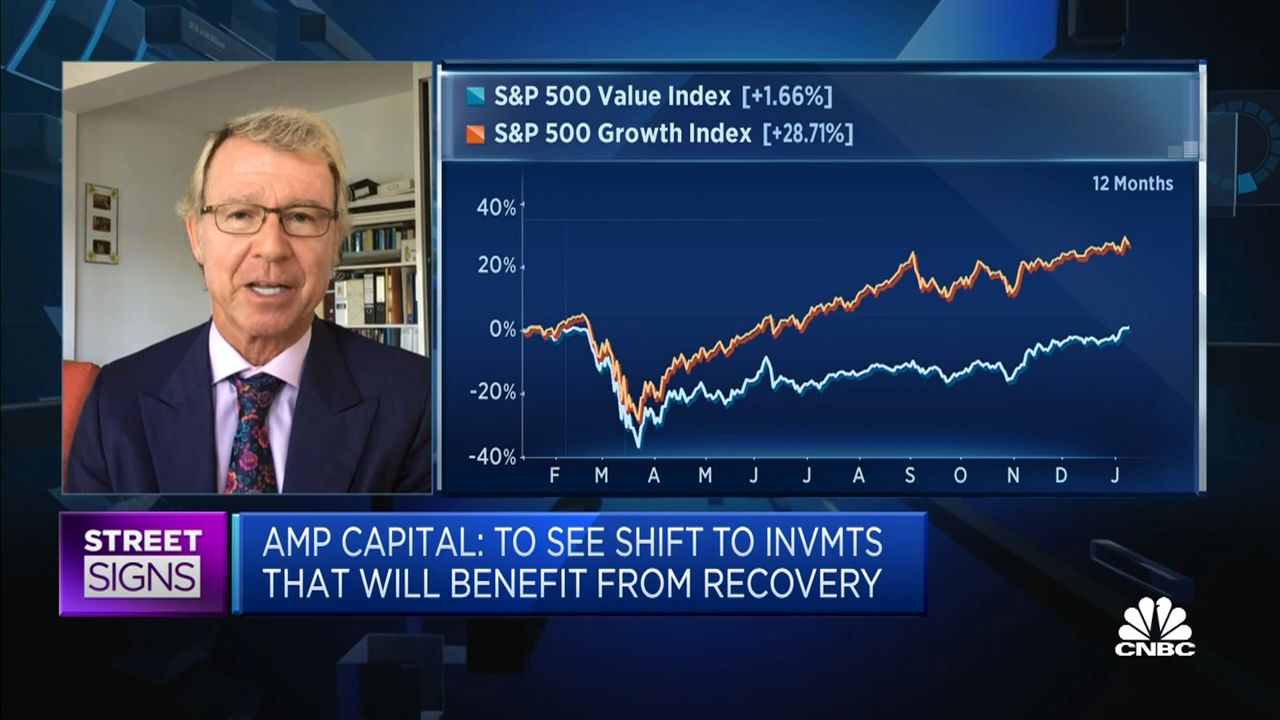 S&P 500 Value Index [+1.66%]
S&P 500 Growth Index [+28.71%]
12 Months
40%
20%
0%
-20%
-40%
F M A M J J A S O N D J
STREET
SIGNS
AMP CAPITAL: TO SEE SHIFT TO INVMTS
THAT WILL BENEFIT FROM RECOVERY
CNBC